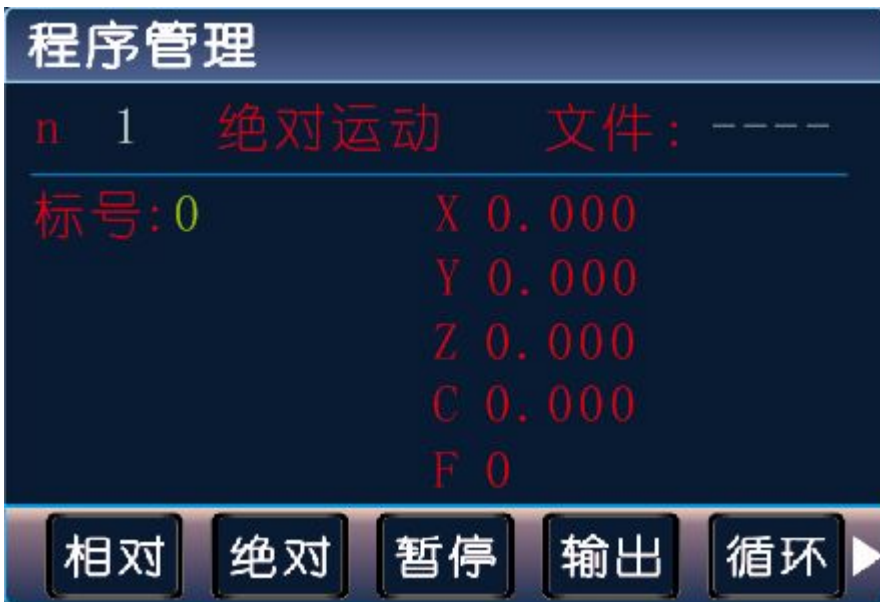 程序管理
n 1 绝对运动 文件: ----
标号:0 X 0.000
Y 0.000
Z 0.000
C 0.000
F 0
相对 绝对 暂停 输出 循环